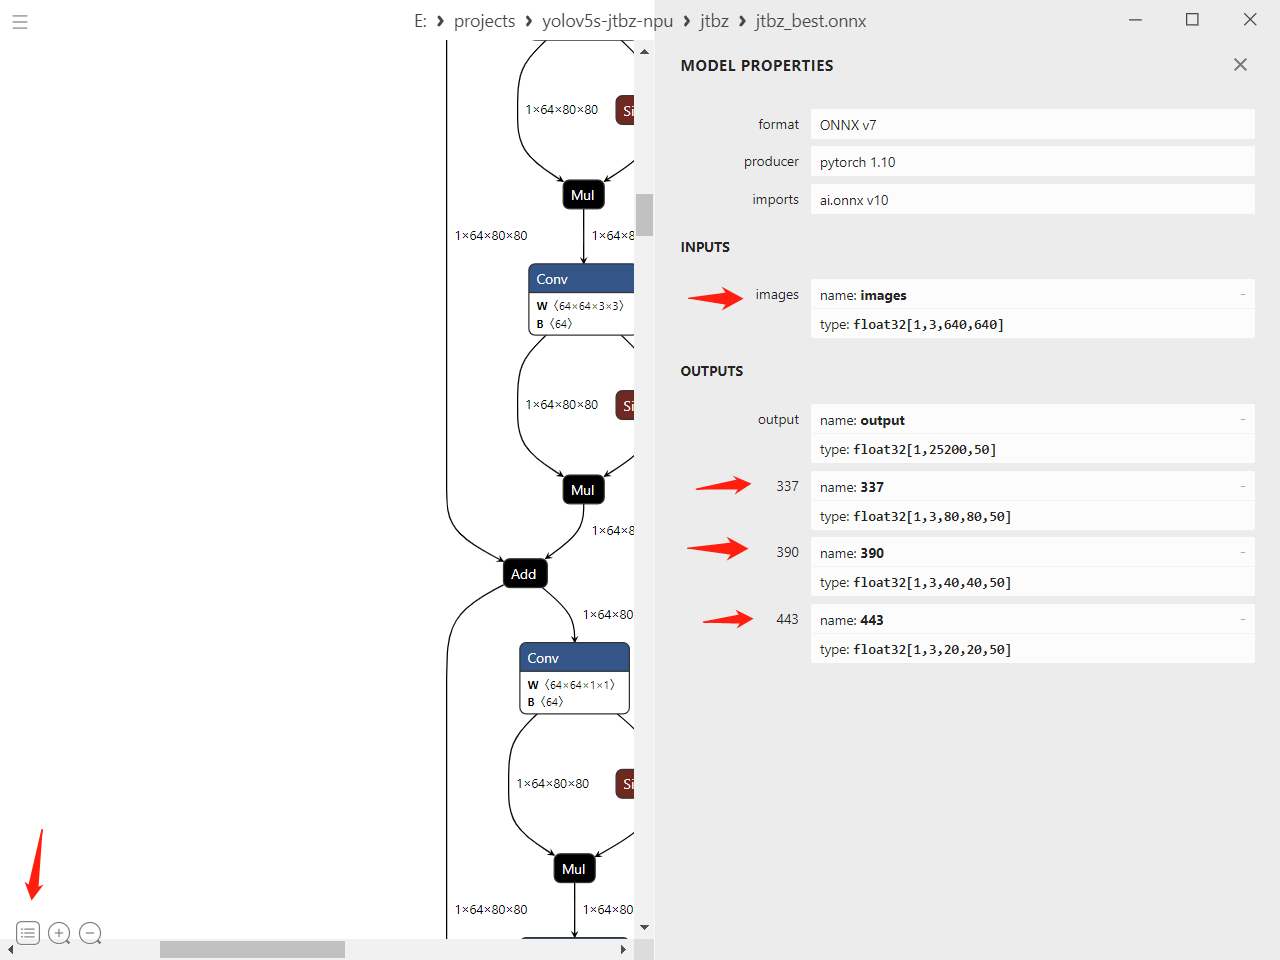 E: > projects > yolov5s-jtbz-npu > jtbz > jtbz_best.onnx
1×64×80×80
Si
Mul
1×64×80×80
1×64×8
Conv
W 〈64×64×3×3〉
B 〈64〉
1×64×80×80
Si
Mul
1×64×8
Add
1×64×80
Conv
W 〈64×64×1×1〉
B 〈64〉
1×64×80×80
Si
Mul
1×64×80×80
1×64×80
MODEL PROPERTIES
format ONNX v7
producer pytorch 1.10
imports ai.onnx v10
INPUTS
images name: images
type: float32[1,3,640,640]
OUTPUTS
output name: output
type: float32[1,25200,50]
337 name: 337
type: float32[1,3,80,80,50]
390 name: 390
type: float32[1,3,40,40,50]
443 name: 443
type: float32[1,3,20,20,50]